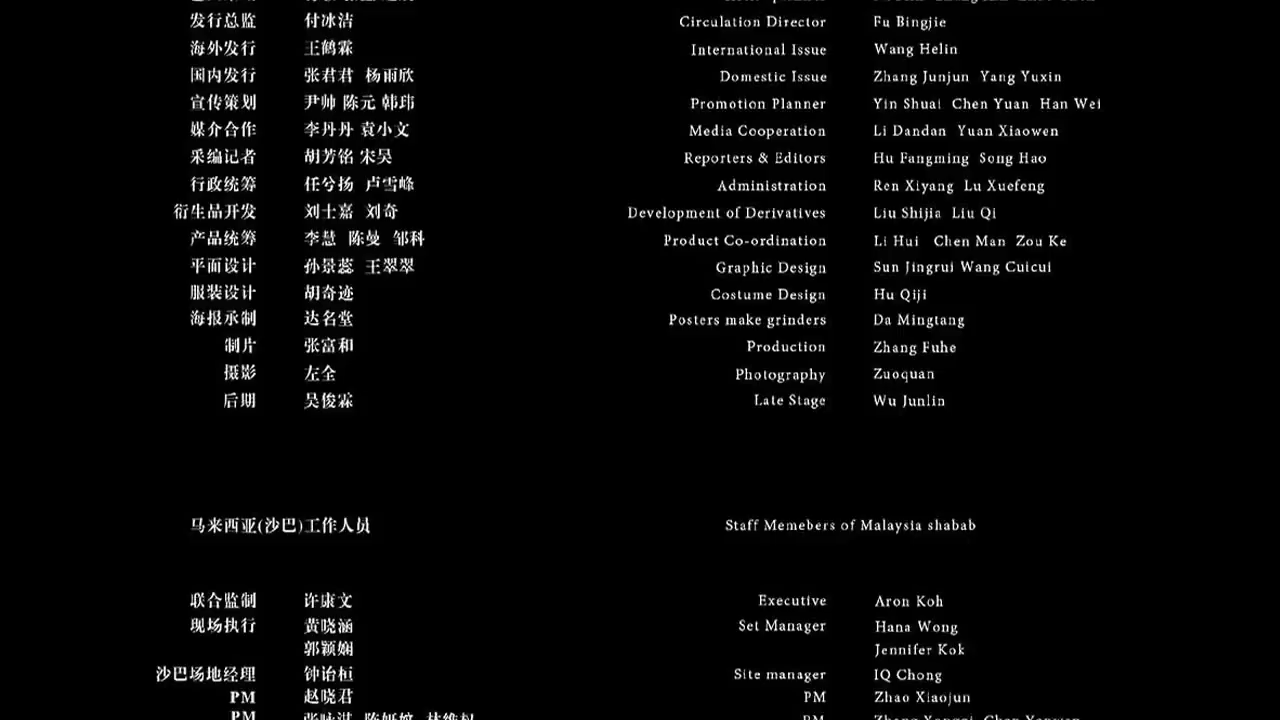 发行总监 付冰洁 Circulation Director Fu Bingjie
海外发行 王鹤霖 International Issue Wang Helin
国内发行 张君君 杨雨欣 Domestic Issue Zhang Junjun Yang Yuxin
宣传策划 尹帅 陈元 韩玮 Promotion Planner Yin Shuai Chen Yuan Han Wei
媒介合作 李丹丹 袁小文 Media Cooperation Li Dandan Yuan Xiaowen
采编记者 胡芳铭 宋昊 Reporters & Editors Hu Fangming Song Hao
行政统筹 任兮扬 卢雪峰 Administration Ren Xiyang Lu Xuefeng
衍生品开发 刘士嘉 刘奇 Development of Derivatives Liu Shijia Liu Qi
产品统筹 李慧 陈曼 邹科 Product Co-ordination Li Hui Chen Man Zou Ke
平面设计 孙景蕊 王翠翠 Graphic Design Sun Jingrui Wang Cuicui
服装设计 胡奇迹 Costume Design Hu Qiji
海报承制 达名堂 Posters make grinders Da Mingtang
制片 张富和 Production Zhang Fuhe
摄影 左全 Photography Zuoquan
后期 吴俊霖 Late Stage Wu Junlin
马来西亚(沙巴)工作人员 Staff Memebers of Malaysia shabab
联合监制 许康文 Executive Aron Koh
现场执行 黄晓涵 Set Manager Hana Wong
郭颖娴 Jennifer Kok
沙巴场地经理 钟诒桓 Site manager IQ Chong
PM 赵晓君 PM Zhao Xiaojun
PM PM